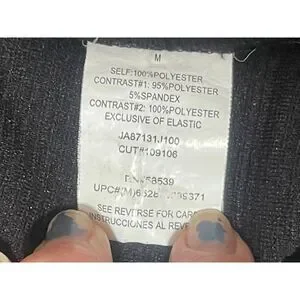 M
SELF:100%POLYESTER
CONTRAST#1: 95%POLYESTER
5%SPANDEX
CONTRAST#2: 100%POLYESTER
EXCLUSIVE OF ELASTIC
JA87131J100
CUT#109106
SEE REVERSE FOR CARE
INSTRUCCIONES AL REVE